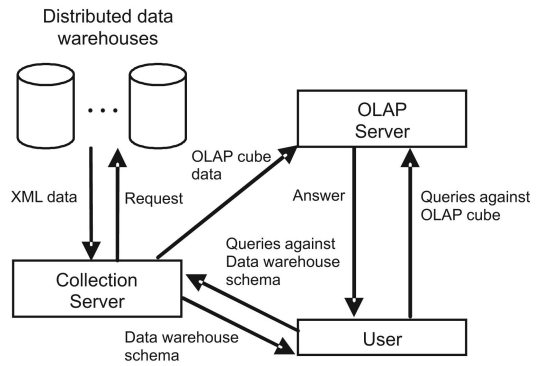 Distributed data
warehouses
OLAP
Server
OLAP cube
data
XML data
Request
Answer
Queries against
OLAP cube
Queries against
Data warehouse
schema
Collection
Server
Data warehouse
schema
User